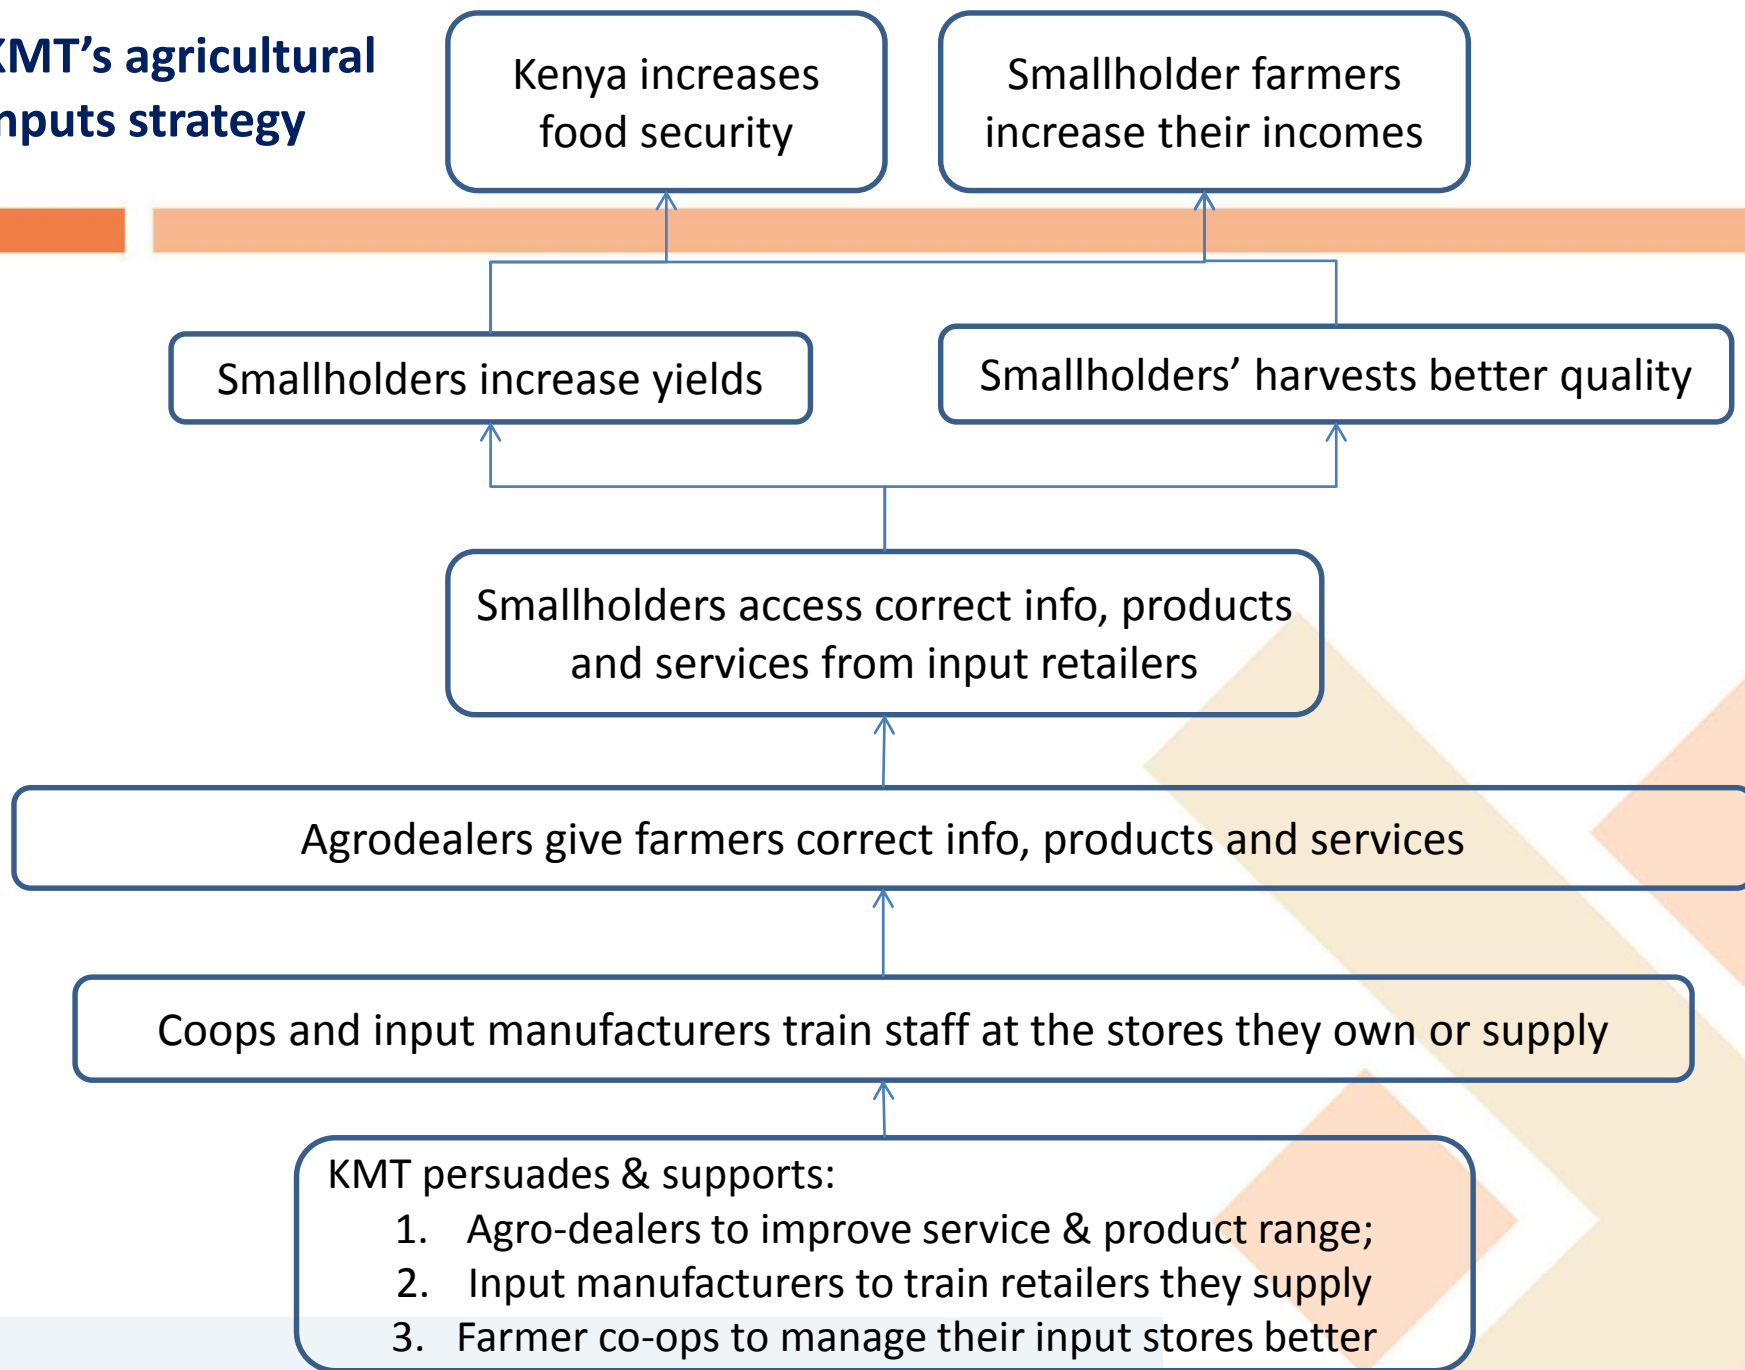 KMT's agricultural
inputs strategy
Kenya increases
food security
Smallholder farmers
increase their incomes
Smallholders increase yields
Smallholders' harvests better quality
Smallholders access correct info, products
and services from input retailers
Agrodealers give farmers correct info, products and services
Coops and input manufacturers train staff at the stores they own or supply
KMT persuades & supports:
1. Agro-dealers to improve service & product range;
2. Input manufacturers to train retailers they supply
3. Farmer co-ops to manage their input stores better